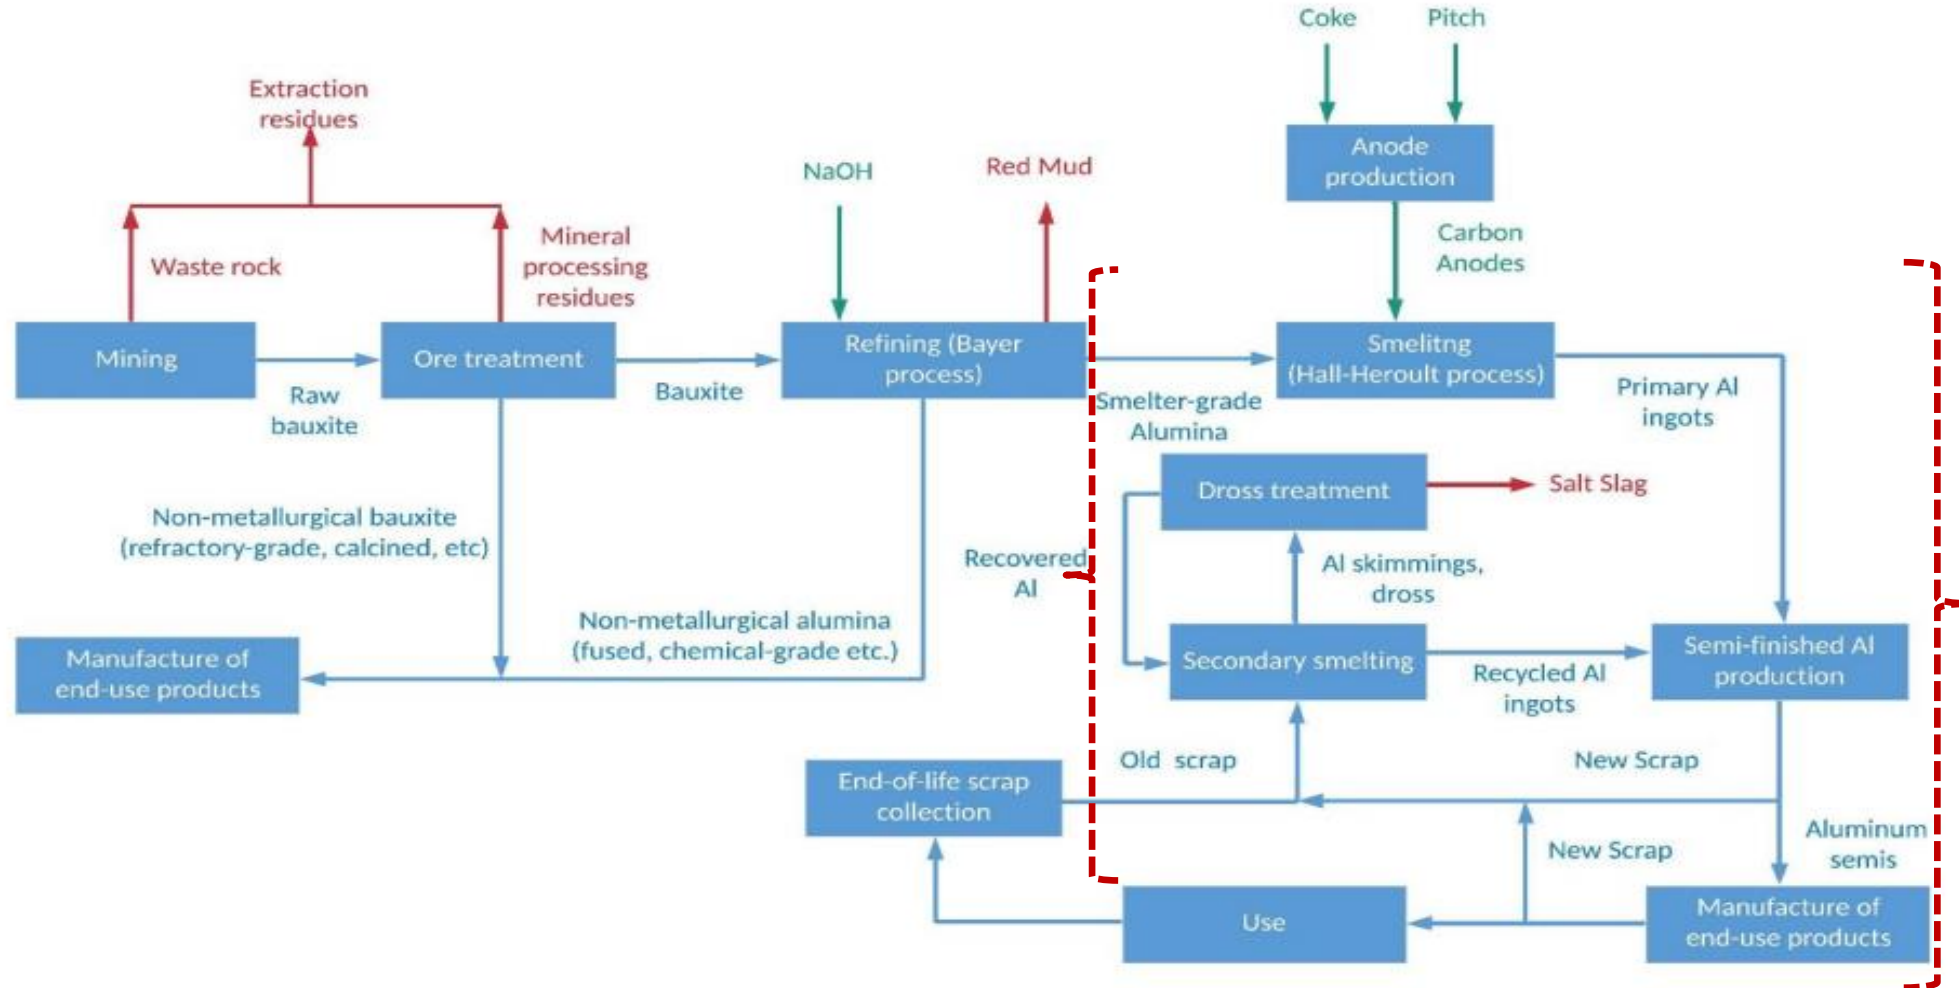 Coke
Pitch
Extraction
residues
Anode
production
NaOH
Red Mud
Carbon
Anodes
Waste rock
Mineral
processing
residues
Mining
Raw
bauxite
Ore treatment
Bauxite
Refining (Bayer
process)
Smelter-grade
Alumina
Smelitng
(Hall-Heroult process)
Primary Al
ingots
Dross treatment
Salt Slag
Non-metallurgical bauxite
(refractory-grade, calcined, etc)
Recovered
Al
Al skimmings,
dross
Non-metallurgical alumina
(fused, chemical-grade etc.)
Manufacture of
end-use products
Secondary smelting
Recycled Al
ingots
Semi-finished Al
production
Old scrap
New Scrap
End-of-life scrap
collection
New Scrap
Aluminum
semis
Use
Manufacture of
end-use products